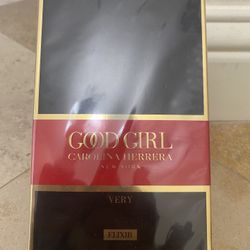 GOOD GIRL
CAROLINA HERRERA
NEW YORK
VERY
ELIXIR